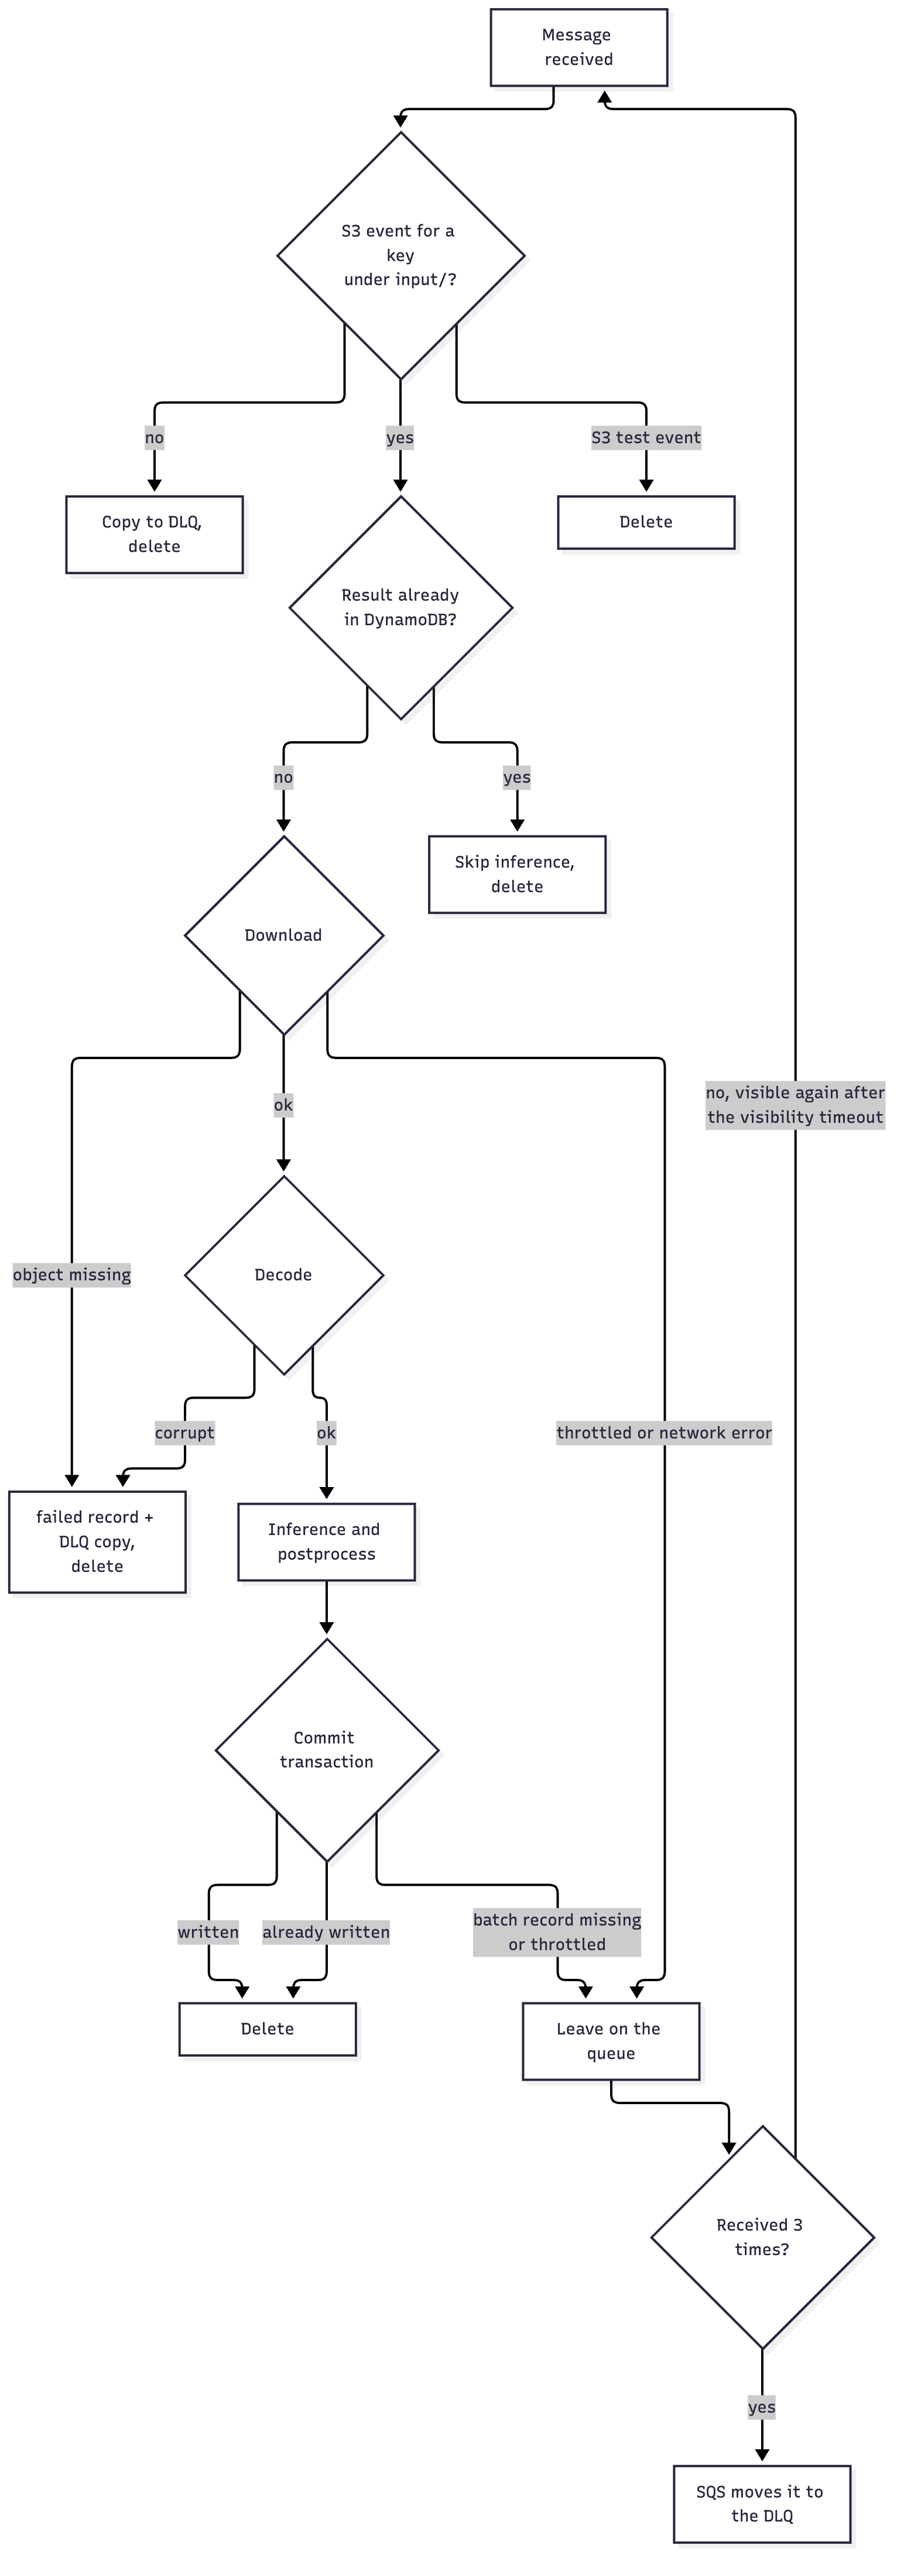 Message
received
S3 event for a
key
under input/?
no
yes
S3 test event
Copy to DLQ,
delete
Delete
Result already
in DynamoDB?
no
yes
Skip inference,
delete
Download
ok
no, visible again after
the visibility timeout
object missing
Decode
corrupt
ok
throttled or network error
failed record +
DLQ copy,
delete
Inference and
postprocess
Commit
transaction
written
already written
batch record missing
or throttled
Delete
Leave on the
queue
Received 3
times?
yes
SQS moves it to
the DLQ